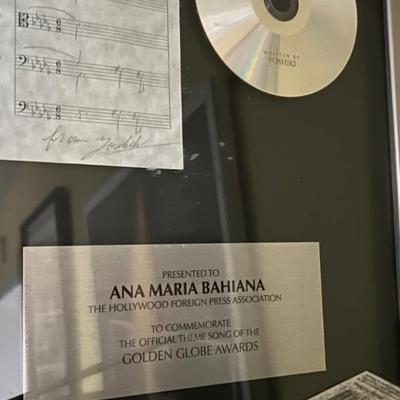 WRITTEN BY
YOSHIKI
from Yoshiki
PRESENTED TO
ANA MARIA BAHIANA
THE HOLLYWOOD FOREIGN PRESS ASSOCIATION
TO COMMEMORATE
THE OFFICIAL THEME SONG OF THE
GOLDEN GLOBE AWARDS